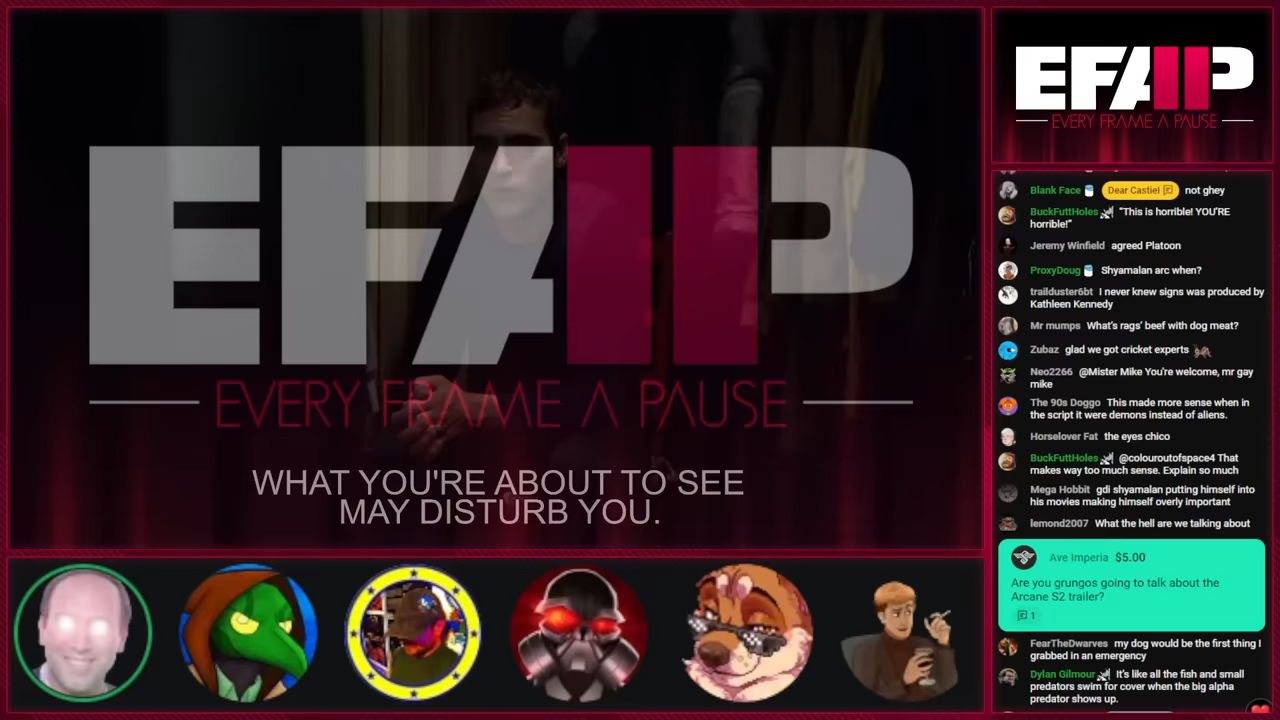 EFAP
EVERY FRAME A PAUSE
WHAT YOU'RE ABOUT TO SEE
MAY DISTURB YOU.
EFAP
EVERY FRAME A PAUSE
Blank Face Dear Castiel not ghey
BuckFuttHoles "This is horrible! YOU'RE
horrible!"
Jeremy Winfield agreed Platoon
ProxyDoug Shyamalan arc when?
trailduster6bt I never knew signs was produced by
Kathleen Kennedy
Mr mumps What's rags' beef with dog meat?
Zubaz glad we got cricket experts
Neo2266 @Mister Mike You're welcome, mr gay
mike
The 90s Doggo This made more sense when in
the script it were demons instead of aliens.
Horselover Fat the eyes chico
BuckFuttHoles @colouroutofspace4 That
makes way too much sense. Explain so much
Mega Hobbit gdi shyamalan putting himself into
his movies making himself overly important
lemond2007 What the hell are we talking about
Ave Imperia $5.00
Are you grungos going to talk about the
Arcane S2 trailer?
1
FearTheDwarves my dog would be the first thing I
grabbed in an emergency
Dylan Gilmour It's like all the fish and small
predators swim for cover when the big alpha
predator shows up.